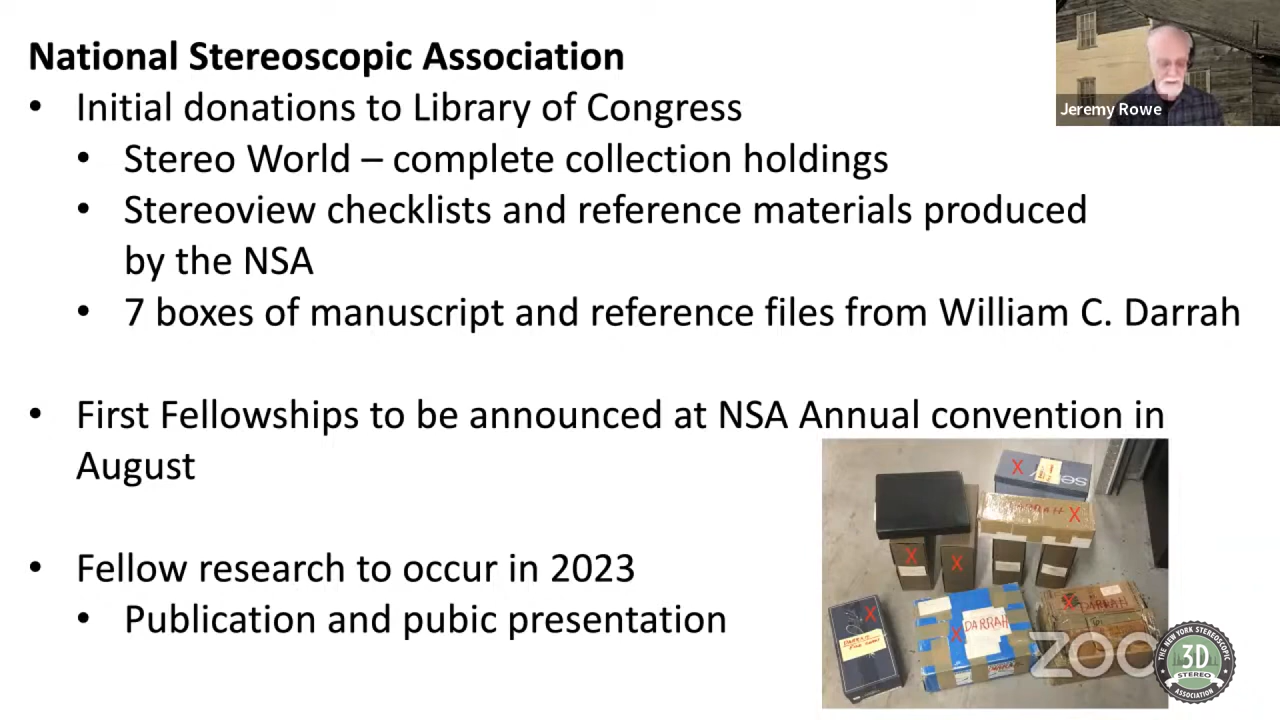 National Stereoscopic Association
• Initial donations to Library of Congress
• Stereo World – complete collection holdings
• Stereoview checklists and reference materials produced
by the NSA
• 7 boxes of manuscript and reference files from William C. Darrah
• First Fellowships to be announced at NSA Annual convention in
August
• Fellow research to occur in 2023
• Publication and pubic presentation
Jeremy Rowe
X
X
X
X
X
DARRAH
X
X
DARRAH
ZOO
THE NEW YORK STEREOSCOPIC
3D
STEREO
ASSOCIATION